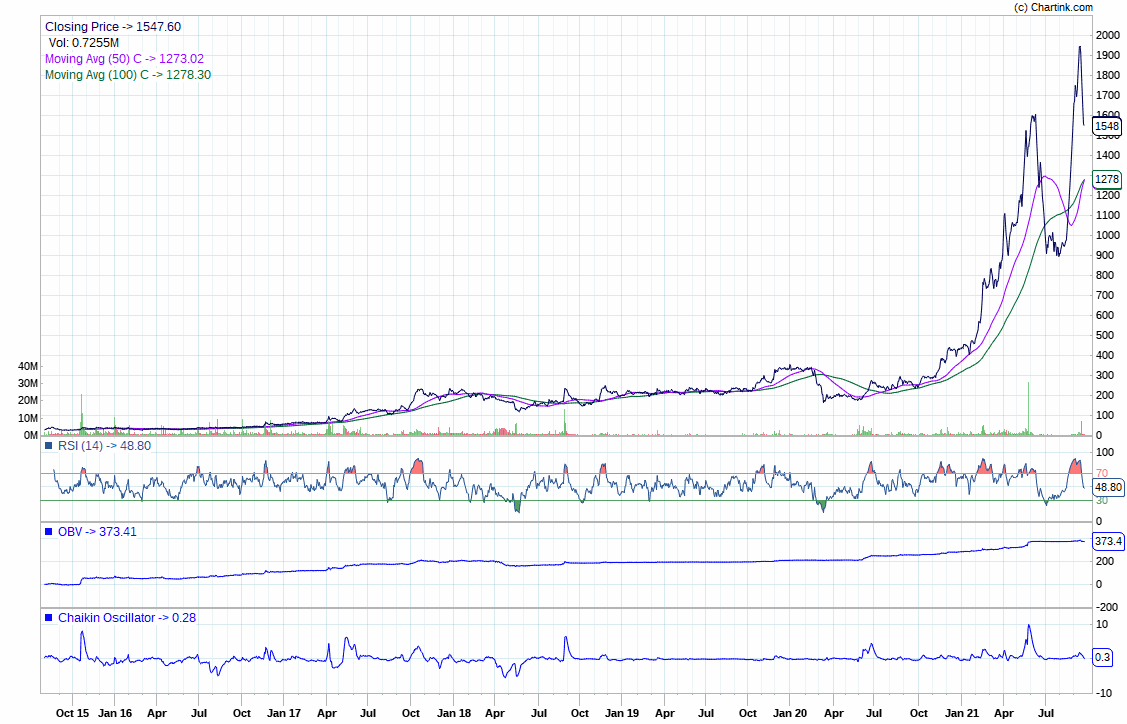 (c) Chartink.com
Closing Price -> 1547.60
Vol: 0.7255M
Moving Avg (50) C -> 1273.02
Moving Avg (100) C -> 1278.30
2000
1900
1800
1700
1600
1548
1500
1400
1278
1200
1100
1000
900
800
700
600
500
400
300
200
100
0
40M
30M
20M
10M
0M
RSI (14) -> 48.80
100
70
48.80
30
0
OBV -> 373.41
373.4
200
0
-200
Chaikin Oscillator -> 0.28
10
0.3
-10
Oct 15 Jan 16 Apr Jul Oct Jan 17 Apr Jul Oct Jan 18 Apr Jul Oct Jan 19 Apr Jul Oct Jan 20 Apr Jul Oct Jan 21 Apr Jul